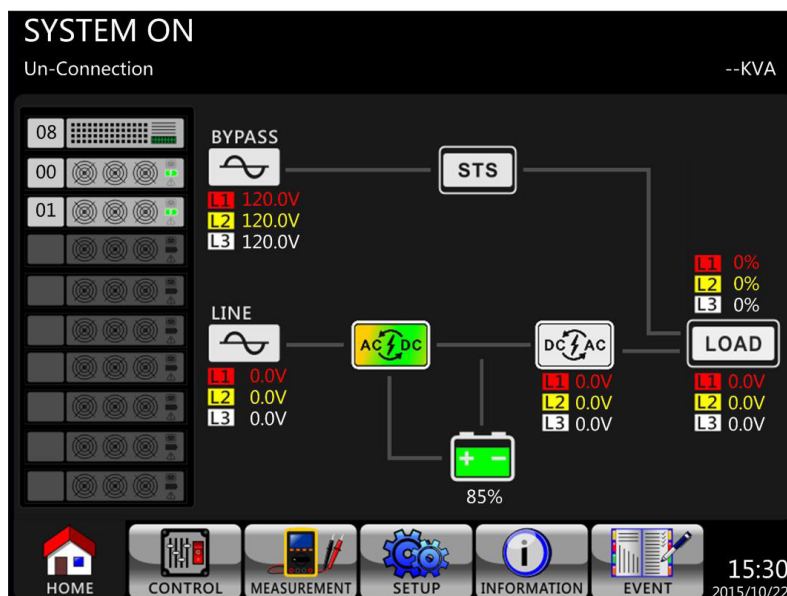 SYSTEM ON
Un-Connection
--KVA
08
00
01
BYPASS
L1 120.0V
L2 120.0V
L3 120.0V
STS
L1 0%
L2 0%
L3 0%
LINE
AC DC
DC AC
LOAD
L1 0.0V
L2 0.0V
L3 0.0V
L1 0.0V
L2 0.0V
L3 0.0V
L1 0.0V
L2 0.0V
L3 0.0V
+ -
85%
HOME
CONTROL
MEASUREMENT
SETUP
INFORMATION
EVENT
15:30
2015/10/22